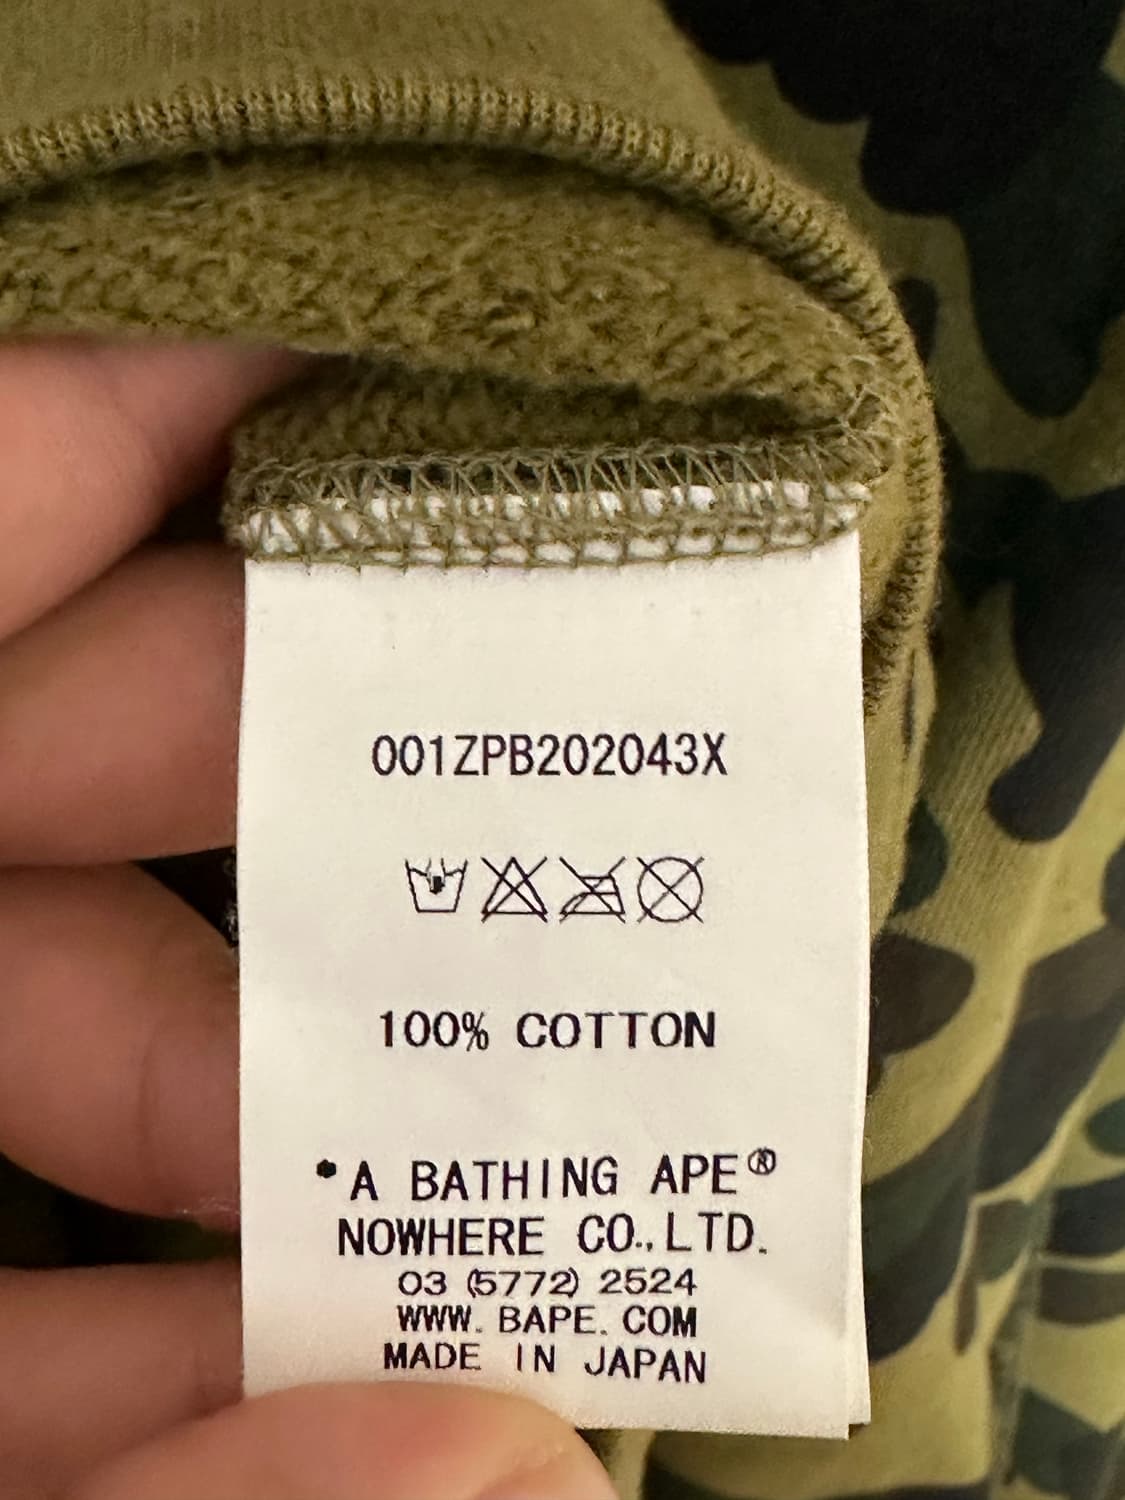 001ZPB202043X
100% COTTON
*A BATHING APE®
NOWHERE CO.,LTD.
03 (5772) 2524
WWW. BAPE. COM
MADE IN JAPAN